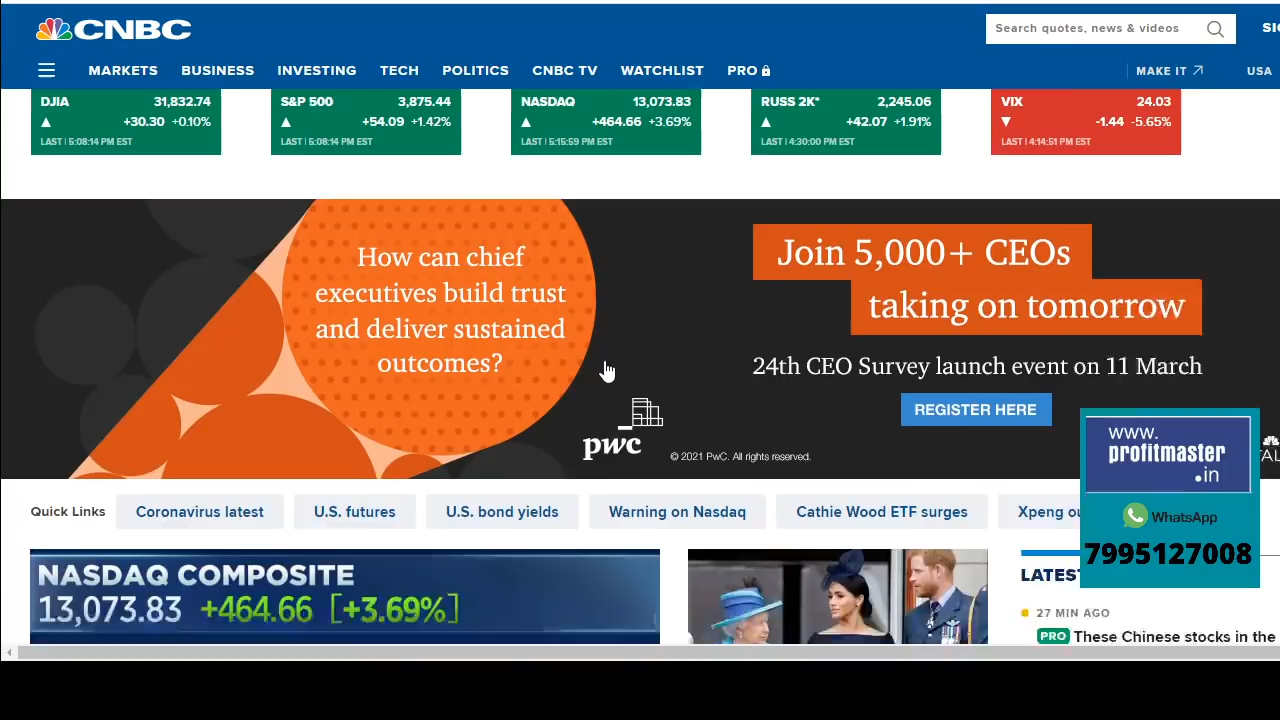 CNBC
Search quotes, news & videos
MARKETS BUSINESS INVESTING TECH POLITICS CNBC TV WATCHLIST PRO
MAKE IT
USA
DJIA 31,832.74
+30.30 +0.10%
LAST | 5:08:14 PM EST
S&P 500 3,875.44
+54.09 +1.42%
LAST | 5:08:14 PM EST
NASDAQ 13,073.83
+464.66 +3.69%
LAST | 5:15:59 PM EST
RUSS 2K* 2,245.06
+42.07 +1.91%
LAST | 4:30:00 PM EST
VIX 24.03
-1.44 -5.65%
LAST | 4:14:51 PM EST
How can chief
executives build trust
and deliver sustained
outcomes?
pwc
© 2021 PwC. All rights reserved.
Join 5,000+ CEOs
taking on tomorrow
24th CEO Survey launch event on 11 March
REGISTER HERE
www.
profitmaster
.in
WhatsApp
7995127008
Quick Links Coronavirus latest U.S. futures U.S. bond yields Warning on Nasdaq Cathie Wood ETF surges Xpeng
NASDAQ COMPOSITE
13,073.83 +464.66 [+3.69%]
27 MIN AGO
PRO These Chinese stocks in the